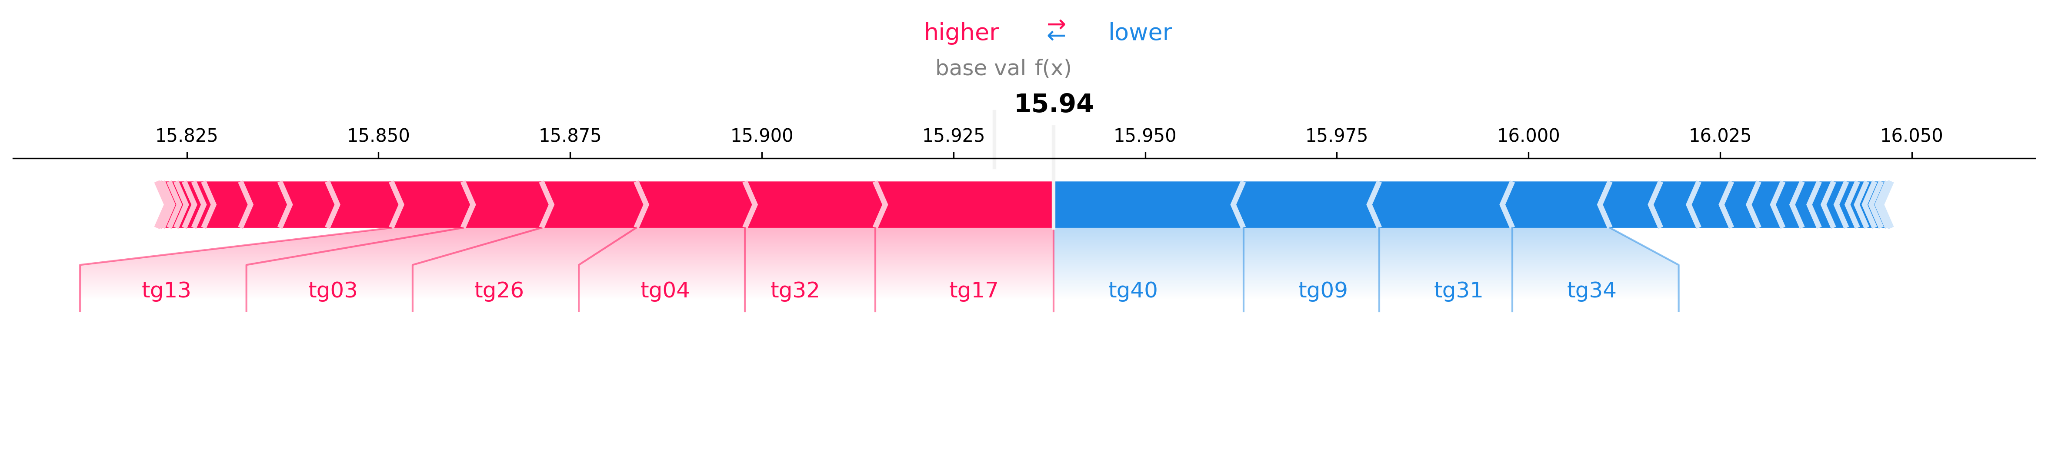 higher ⇄ lower
base val f(x)
15.94
15.825 15.850 15.875 15.900 15.925 15.950 15.975 16.000 16.025 16.050
tg13 tg03 tg26 tg04 tg32 tg17 tg40 tg09 tg31 tg34